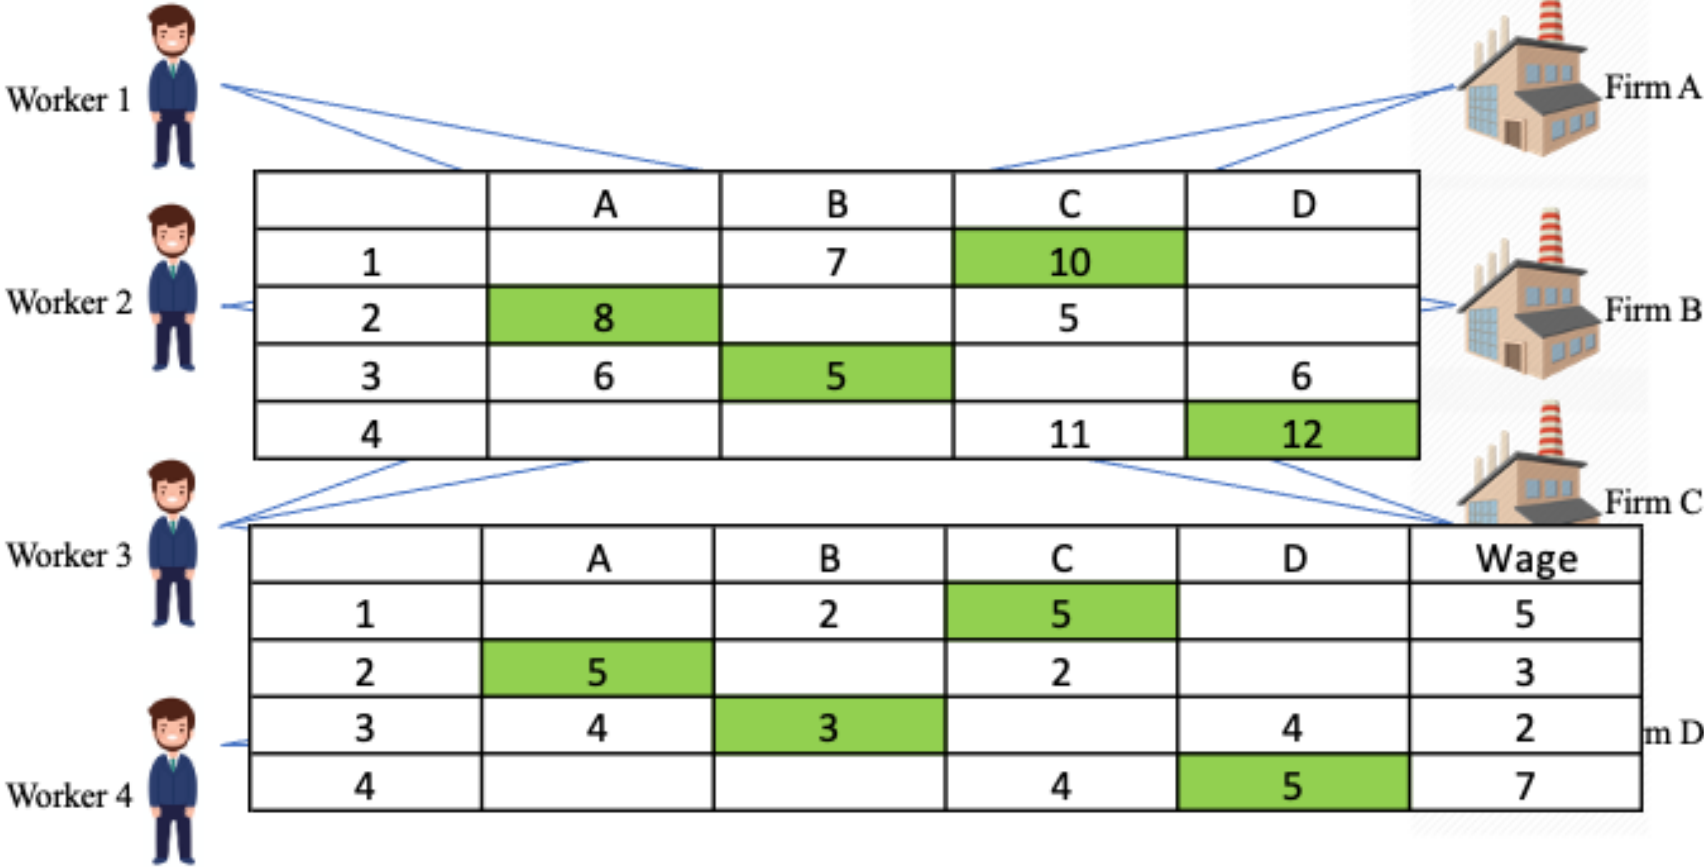 Worker 1
Firm A
A B C D
1 7 10
Worker 2
2 8 5
Firm B
3 6 5 6
4 11 12
Firm C
Worker 3
A B C D Wage
1 2 5 5
2 5 2 3
3 4 3 4 2
m D
4 4 5 7
Worker 4